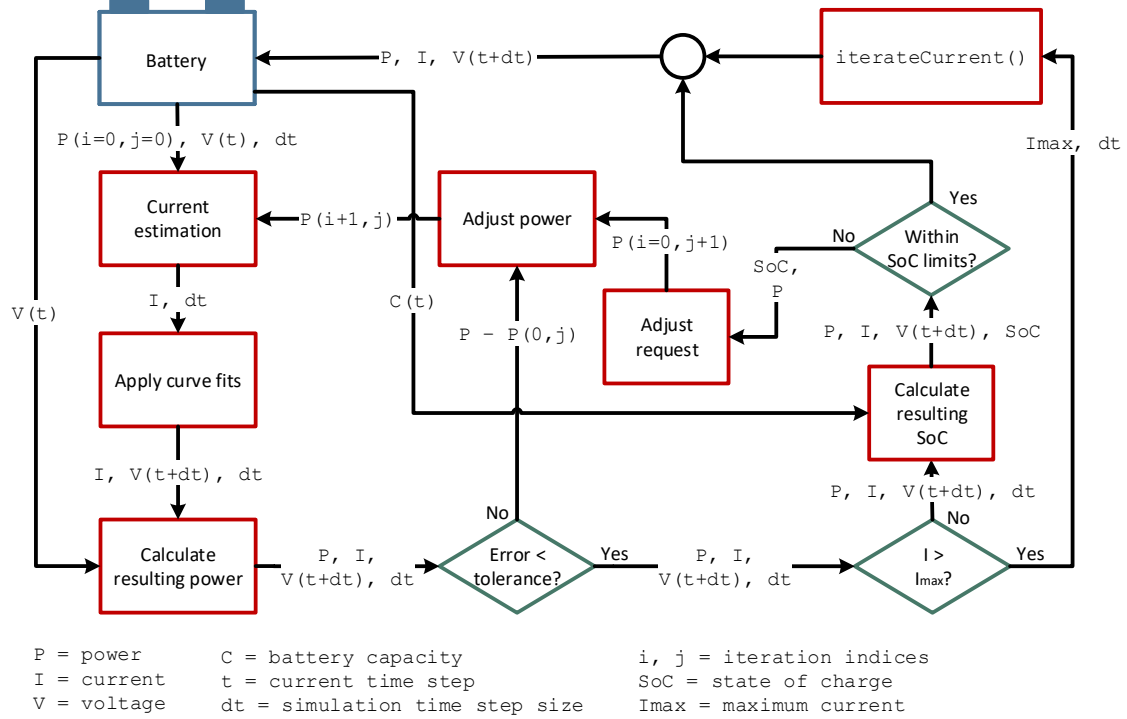 Battery
P, I, V(t+dt)
iterateCurrent()
P(i=0,j=0), V(t), dt
Imax, dt
Current
estimation
P(i+1,j)
Adjust power
P(i=0,j+1)
Yes
No
Within
SoC limits?
SoC,
P
V(t)
I, dt
C(t)
P – P(0,j)
Adjust
request
P, I, V(t+dt), SoC
Apply curve fits
Calculate
resulting
SoC
I, V(t+dt), dt
P, I, V(t+dt), dt
No
No
Calculate
resulting power
P, I,
V(t+dt), dt
Error <
tolerance?
Yes
P, I,
V(t+dt), dt
I >
Imax?
Yes
P = power
I = current
V = voltage
C = battery capacity
t = current time step
dt = simulation time step size
i, j = iteration indices
SoC = state of charge
Imax = maximum current